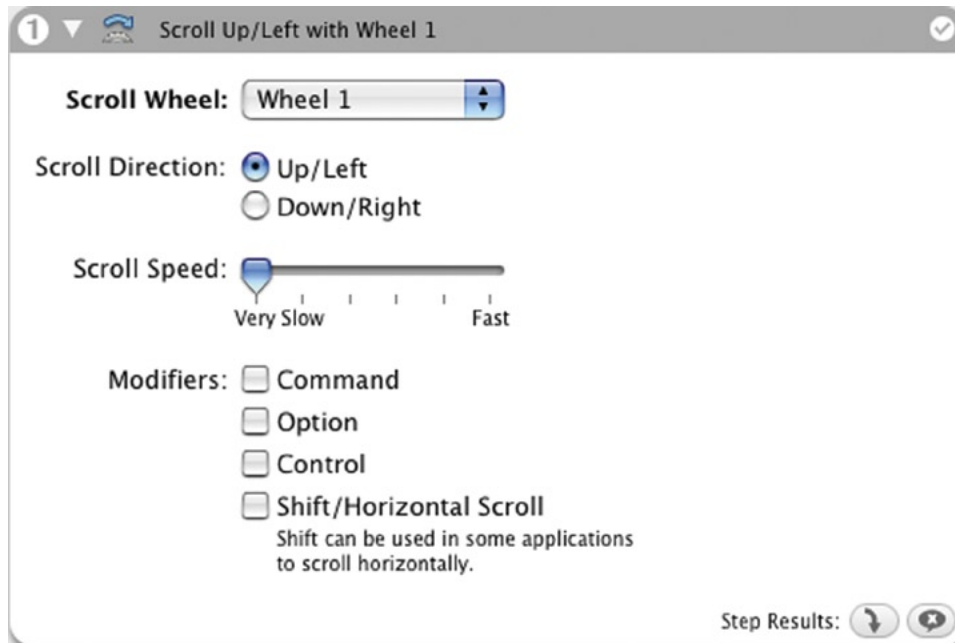 1 Scroll Up/Left with Wheel 1
Scroll Wheel: Wheel 1
Scroll Direction: Up/Left
Down/Right
Scroll Speed:
Very Slow Fast
Modifiers: Command
Option
Control
Shift/Horizontal Scroll
Shift can be used in some applications
to scroll horizontally.
Step Results: